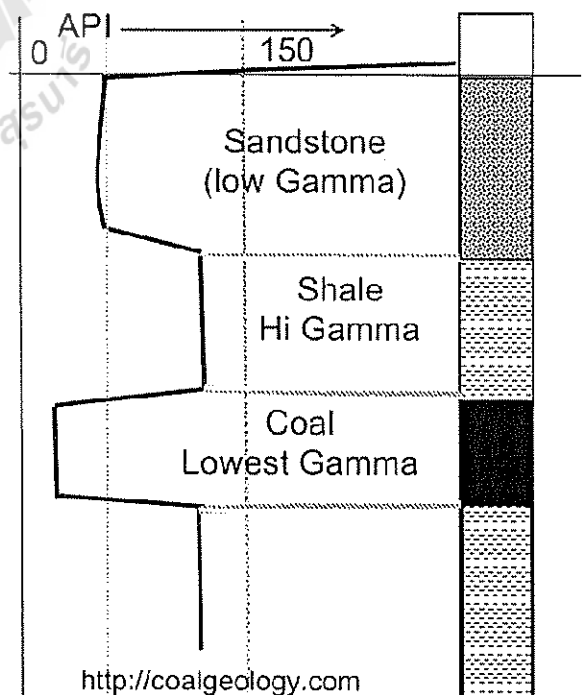 API
0
150
Sandstone
(low Gamma)
Shale
Hi Gamma
Coal
Lowest Gamma
http://coalgeology.com